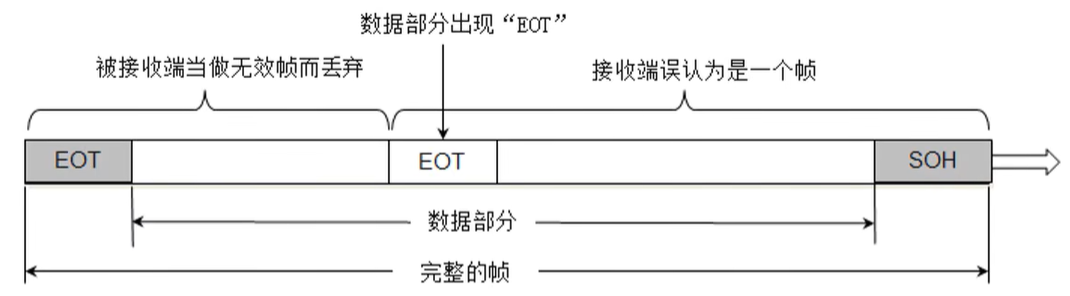 数据部分出现“EOT”
被接收端当做无效帧而丢弃
接收端误认为是一个帧
EOT
EOT
SOH
数据部分
完整的帧